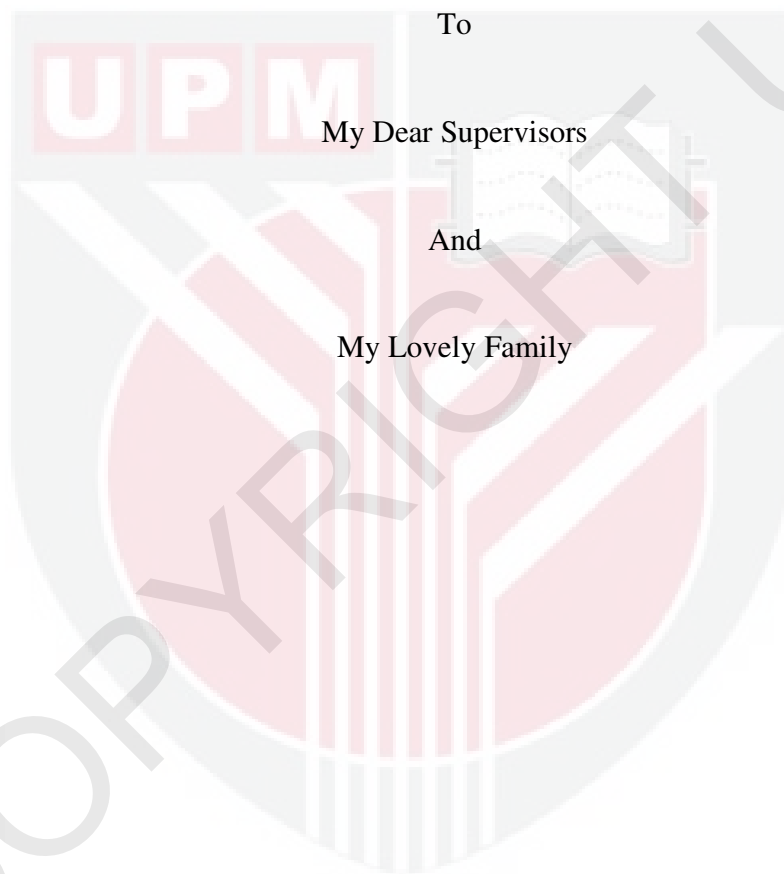 To
UPM
My Dear Supervisors
And
My Lovely Family
COPYRIGHT U